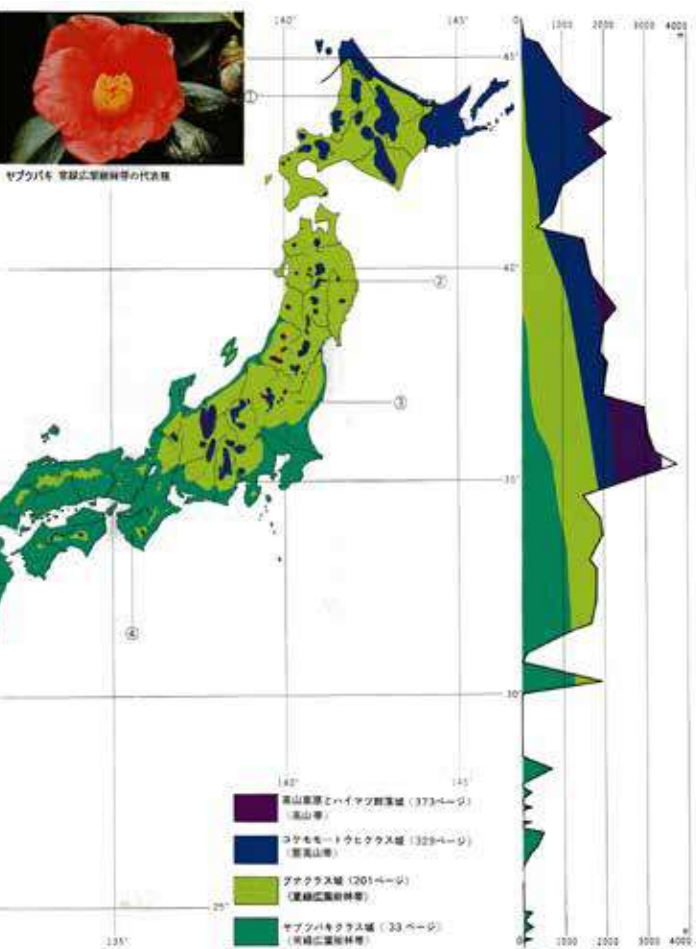 140°
145°
0
1000
2000
3000
4000
m
45°
①
ヤブツバキ 常緑広葉樹林帯の代表種
40°
②
③
35°
④
30°
140°
145°
高山草原とハイマツ群落域（373ページ）
（高山帯）
コケモモートウヒクラス域（329ページ）
（亜高山帯）
ブナクラス域（201ページ）
（夏緑広葉樹林帯）
ヤブツバキクラス域（ 33 ページ）
（常緑広葉樹林帯）
25°
135°
0
1000
2000
3000
4000